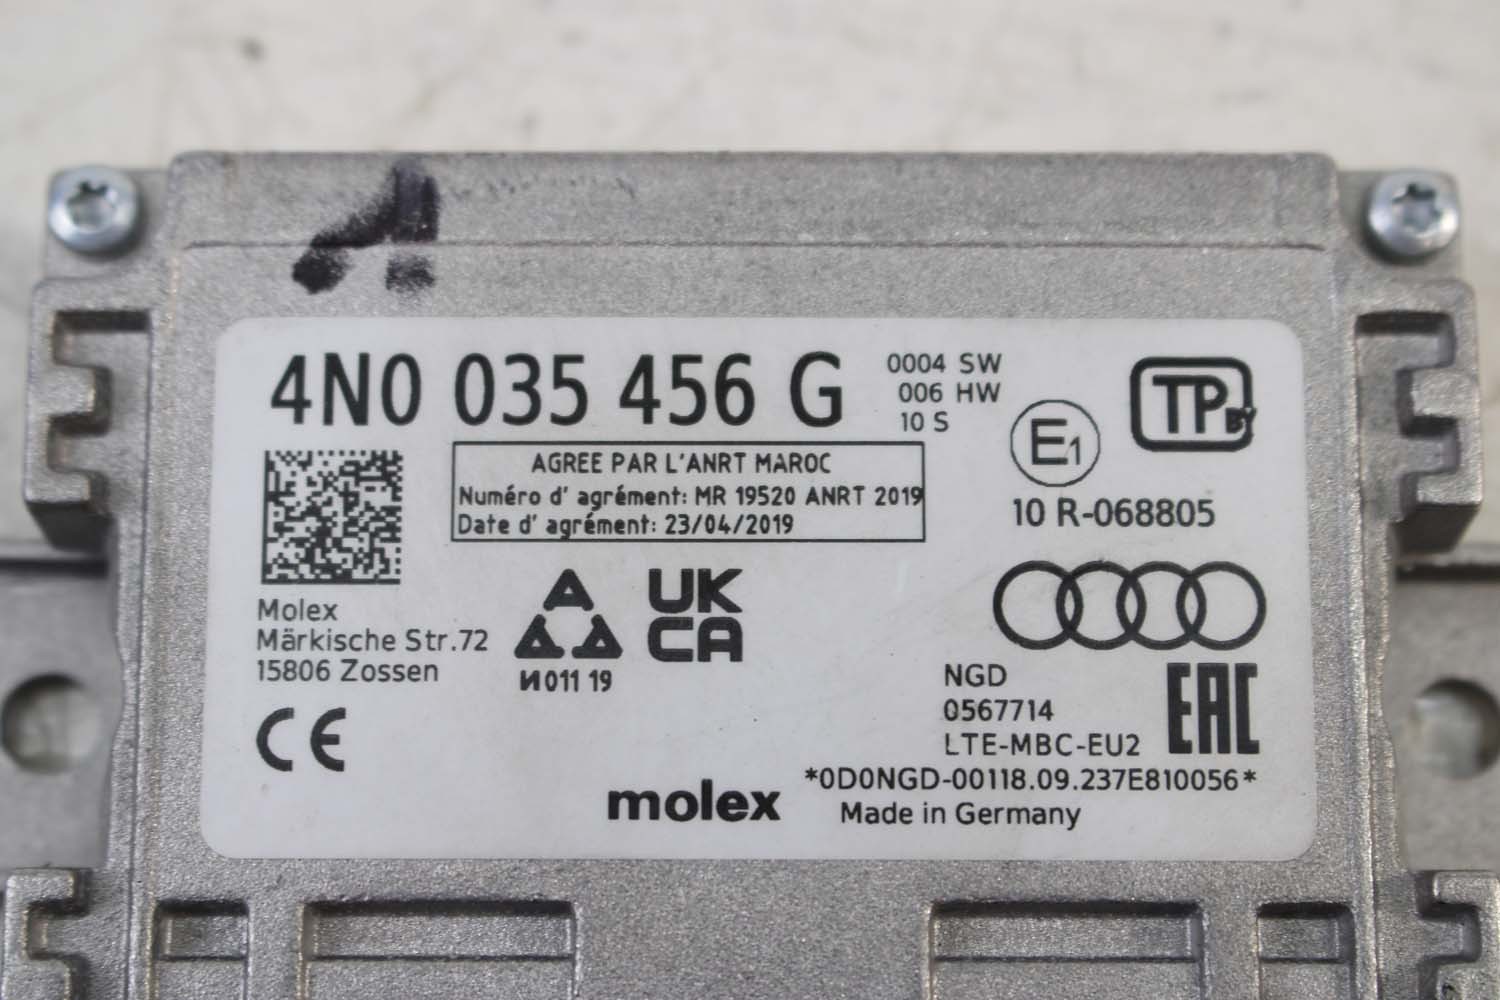 4N0 035 456 G
0004 SW
006 HW
10 S
TP BY
E1
10 R-068805
AGREE PAR L'ANRT MAROC
Numéro d' agrément: MR 19520 ANRT 2019
Date d' agrément: 23/04/2019
Molex
Märkische Str.72
15806 Zossen
И011 19
UK
CA
CE
NGD
0567714
LTE-MBC-EU2
EAC
*0D0NGD-00118.09.237E810056*
molex
Made in Germany